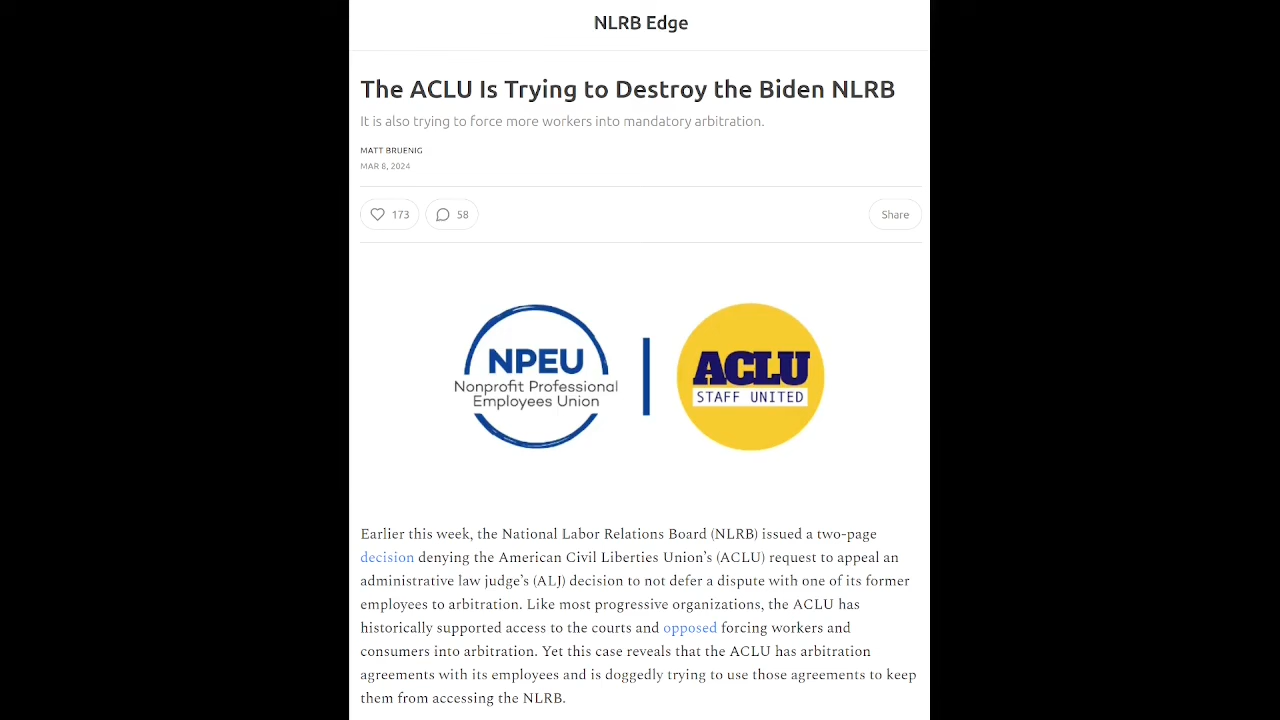 NLRB Edge
The ACLU Is Trying to Destroy the Biden NLRB
It is also trying to force more workers into mandatory arbitration.
MATT BRUENIG
MAR 8, 2024
173
58
Share
NPEU
Nonprofit Professional
Employees Union
ACLU
STAFF UNITED
Earlier this week, the National Labor Relations Board (NLRB) issued a two-page
decision denying the American Civil Liberties Union’s (ACLU) request to appeal an
administrative law judge’s (ALJ) decision to not defer a dispute with one of its former
employees to arbitration. Like most progressive organizations, the ACLU has
historically supported access to the courts and opposed forcing workers and
consumers into arbitration. Yet this case reveals that the ACLU has arbitration
agreements with its employees and is doggedly trying to use those agreements to keep
them from accessing the NLRB.